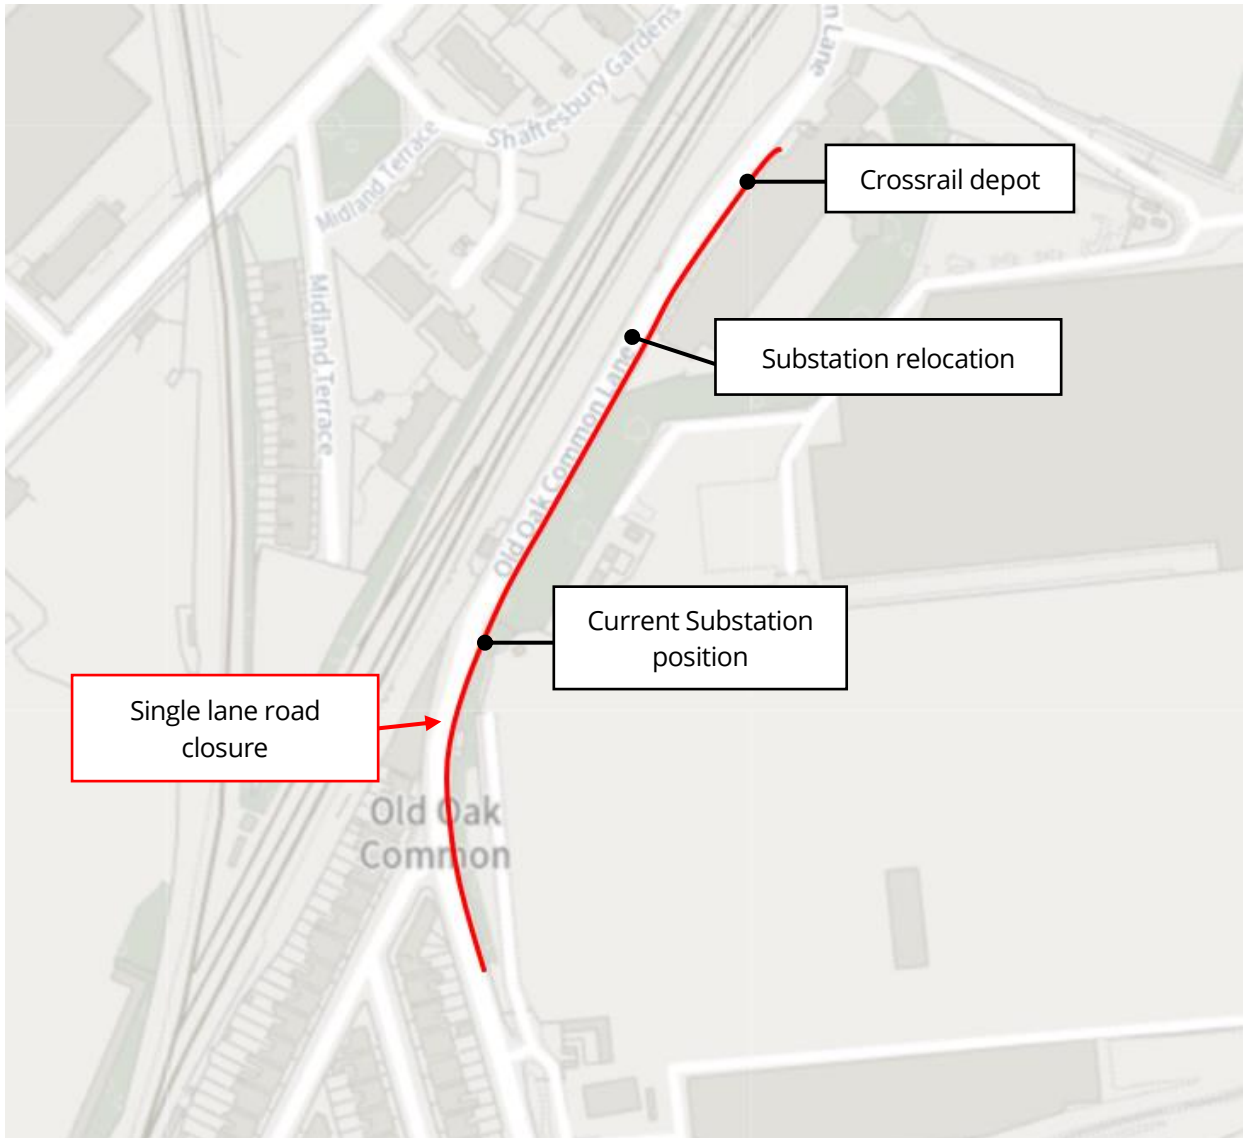 n Lane
Shaftesbury Gardens
Midland Terrace
Crossrail depot
Midland Terrace
Substation relocation
Old Oak Common Lane
Current Substation
position
Single lane road
closure
Old Oak
Common